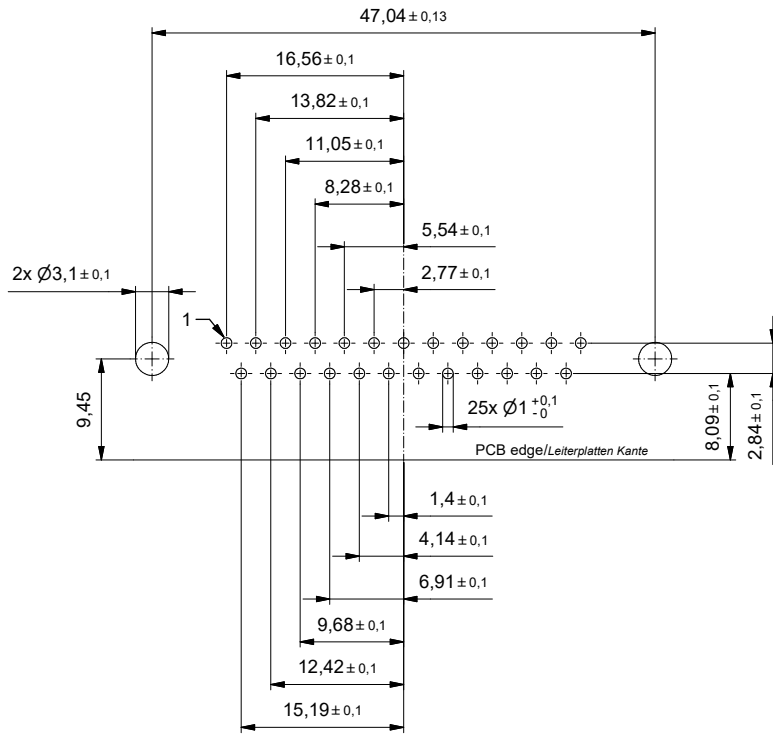 47,04 ± 0,13
16,56 ± 0,1
13,82 ± 0,1
11,05 ± 0,1
8,28 ± 0,1
5,54 ± 0,1
2x Ø3,1 ± 0,1
2,77 ± 0,1
1
9,45
25x Ø1 +0,1 -0
8,09 ± 0,1
2,84 ± 0,1
PCB edge/Leiterplatten Kante
1,4 ± 0,1
4,14 ± 0,1
6,91 ± 0,1
9,68 ± 0,1
12,42 ± 0,1
15,19 ± 0,1